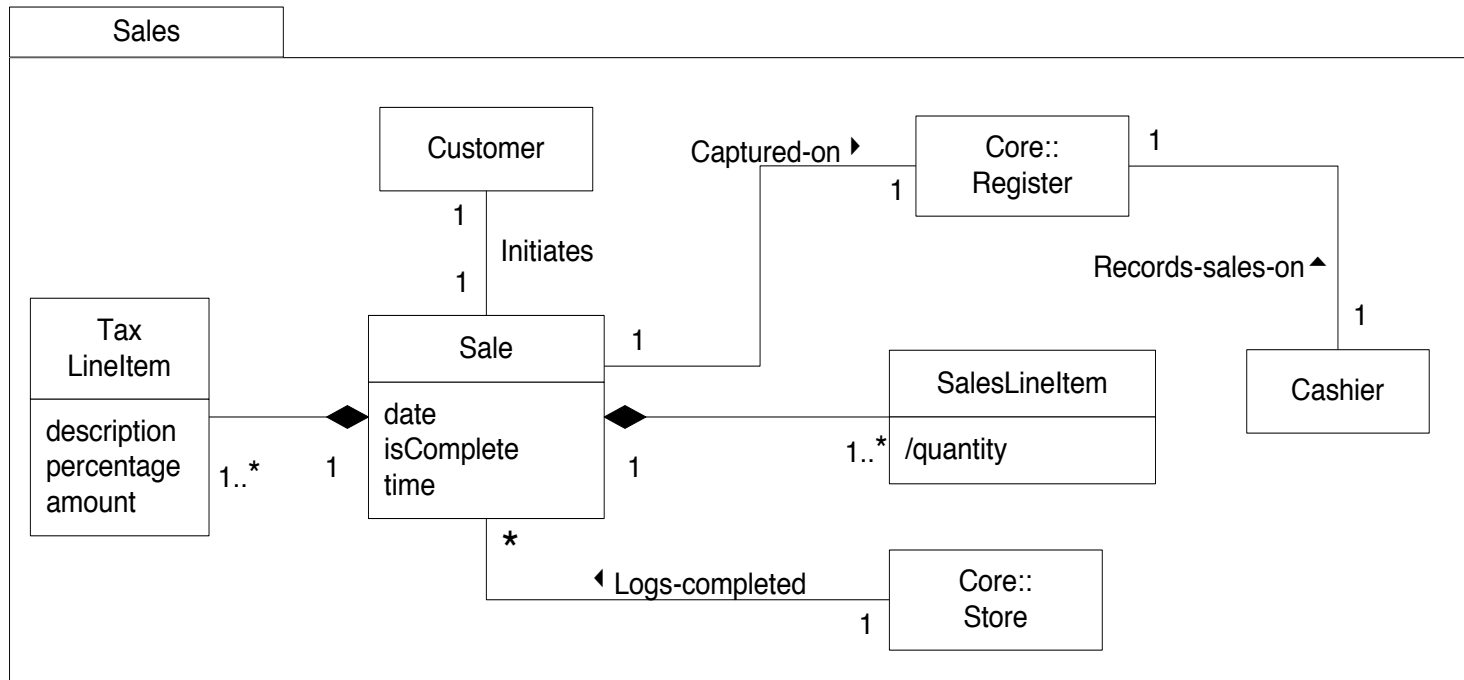 Sales
Customer
1
Initiates
1
Captured-on
1
Core::
Register
1
Records-sales-on
1
Cashier
Tax
LineItem
description
percentage
amount
1..*
1
Sale
date
isComplete
time
1
1
1..*
SalesLineItem
/quantity
*
Logs-completed
1
Core::
Store